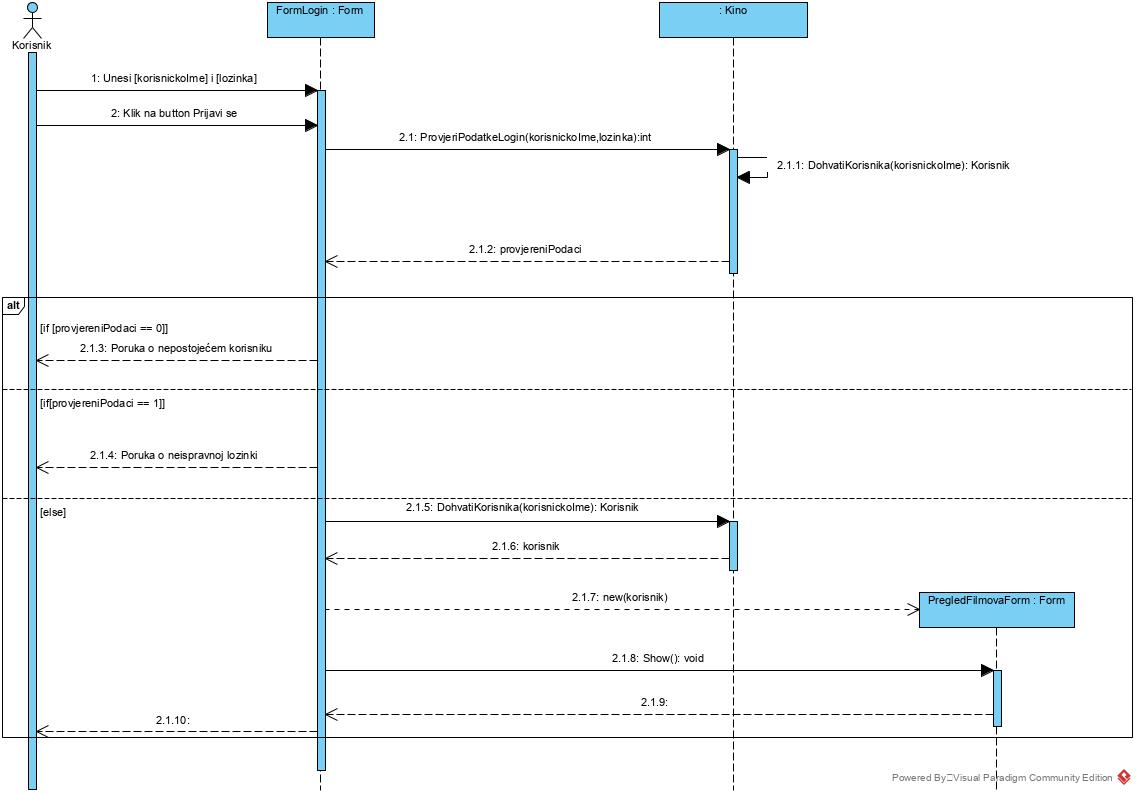 FormLogin : Form
: Kino
Korisnik
1: Unesi [korisnickoIme] i [lozinka]
2: Klik na button Prijavi se
2.1: ProvjeriPodatkeLogin(korisnickoIme,lozinka):int
2.1.1: DohvatiKorisnika(korisnickoIme): Korisnik
2.1.2: provjereniPodaci
alt
[if [provjereniPodaci == 0]]
2.1.3: Poruka o nepostojećem korisniku
[if[provjereniPodaci == 1]]
2.1.4: Poruka o neispravnoj lozinki
[else]
2.1.5: DohvatiKorisnika(korisnickoIme): Korisnik
2.1.6: korisnik
2.1.7: new(korisnik)
PregledFilmovaForm : Form
2.1.8: Show(): void
2.1.9:
2.1.10:
Powered By Visual Paradigm Community Edition